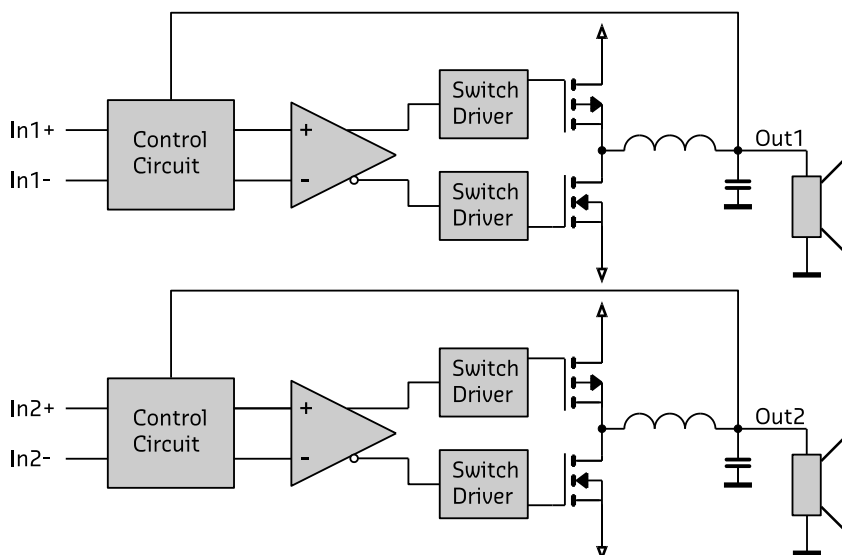 Switch
Driver
In1+
In1-
Control
Circuit
+
-
Out1
Switch
Driver
Switch
Driver
In2+
In2-
Control
Circuit
+
-
Out2
Switch
Driver